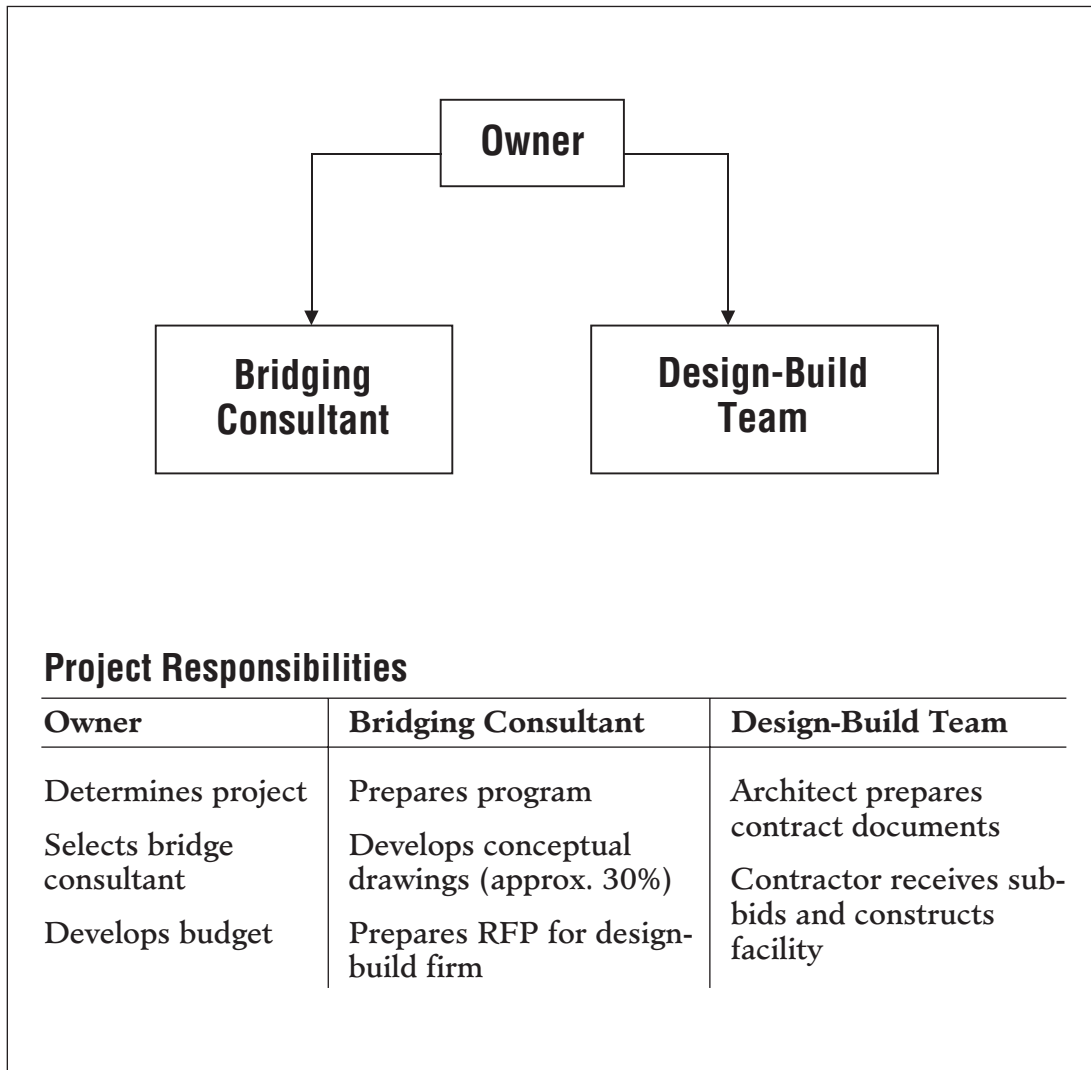 Owner
Bridging
Consultant
Design-Build
Team
Project Responsibilities
Owner
Bridging Consultant
Design-Build Team
Determines project
Selects bridge
consultant
Develops budget
Prepares program
Develops conceptual
drawings (approx. 30%)
Prepares RFP for design-
build firm
Architect prepares
contract documents
Contractor receives sub-
bids and constructs
facility